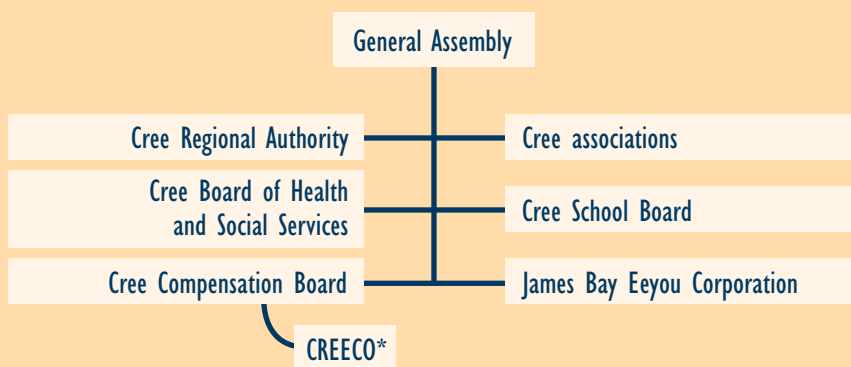 General Assembly
Cree Regional Authority
Cree associations
Cree Board of Health
and Social Services
Cree School Board
Cree Compensation Board
James Bay Eeyou Corporation
CREECO*